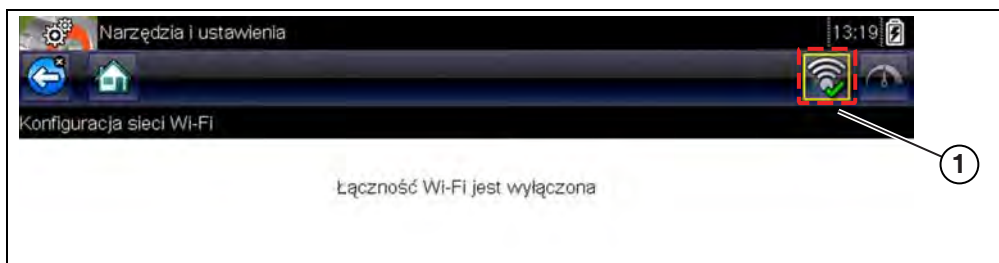 Narzędzia i ustawienia 13:19
Konfiguracja sieci Wi-Fi
Łączność Wi-Fi jest wyłączona
1